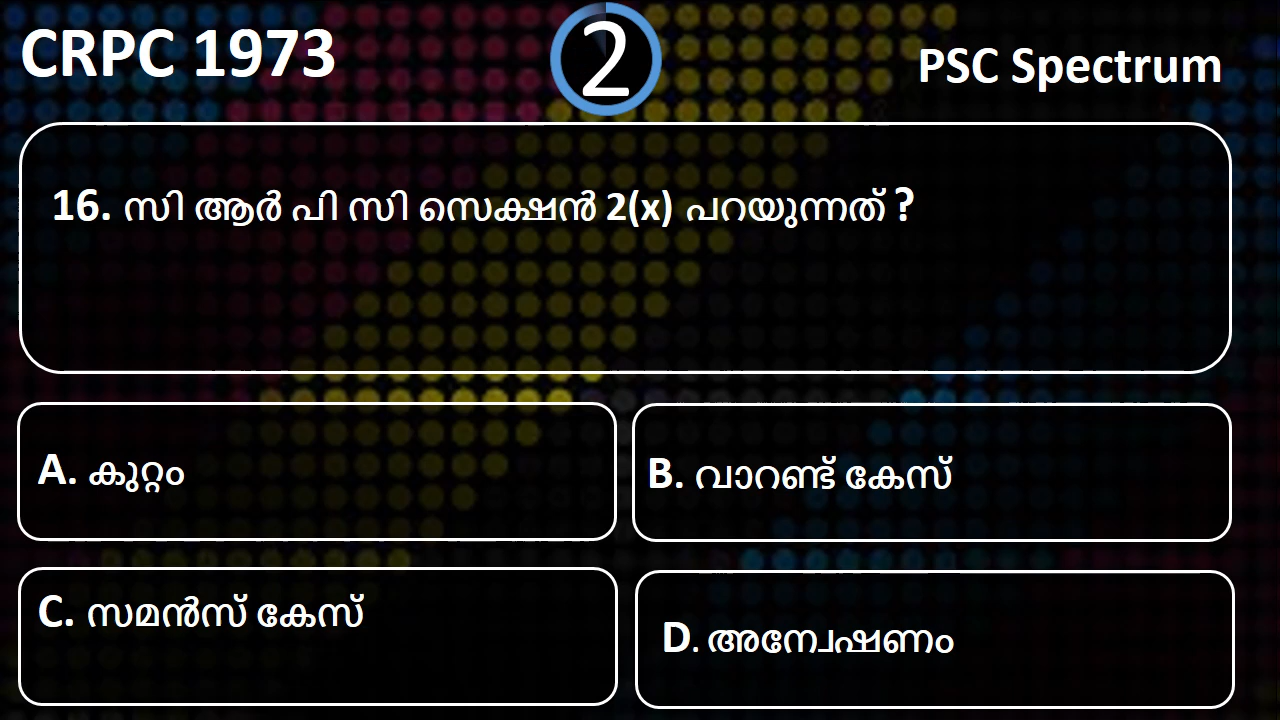 CRPC 1973
2
PSC Spectrum
16. സി ആർ പി സി സെക്ഷൻ 2(x) പറയുന്നത് ?
A. കുറ്റം
B. വാറണ്ട് കേസ്
C. സമൻസ് കേസ്
D. അന്വേഷണം